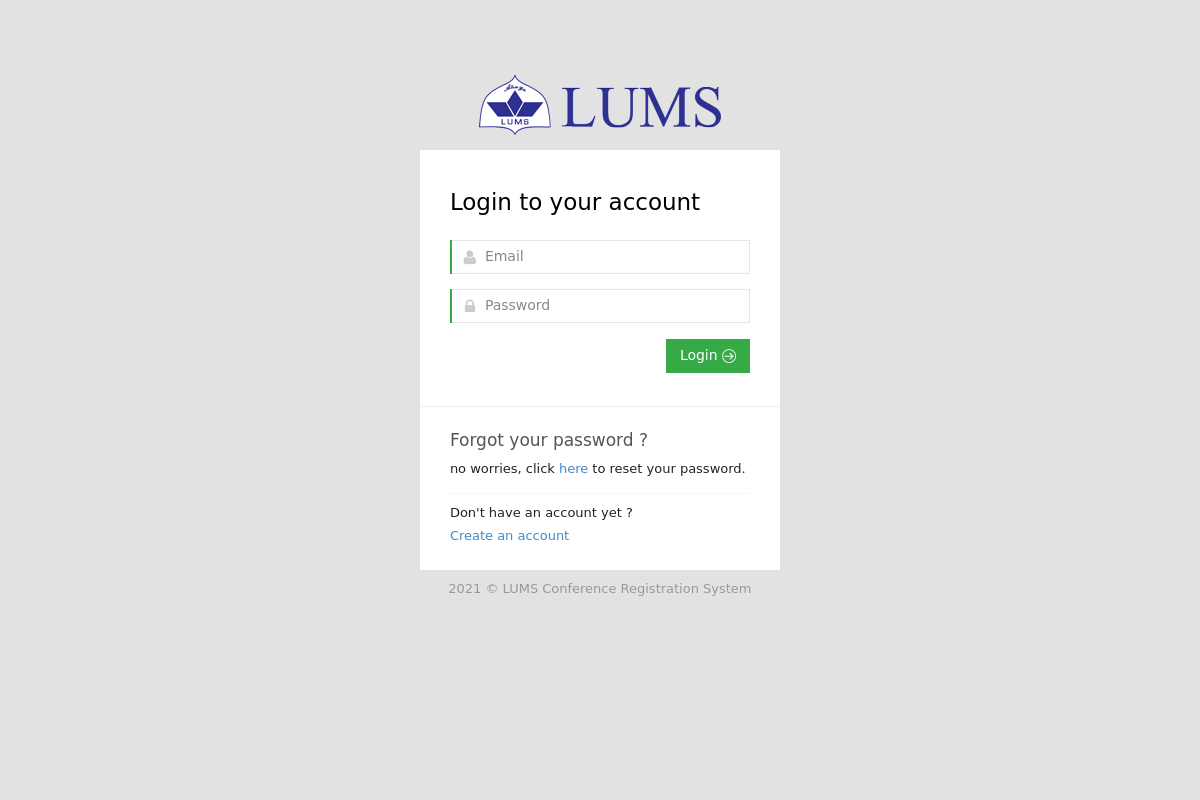 LUMS
LUMS
Login to your account
Email
Password
Login
Forgot your password ?
no worries, click here to reset your password.
Don't have an account yet ?
Create an account
2021 © LUMS Conference Registration System